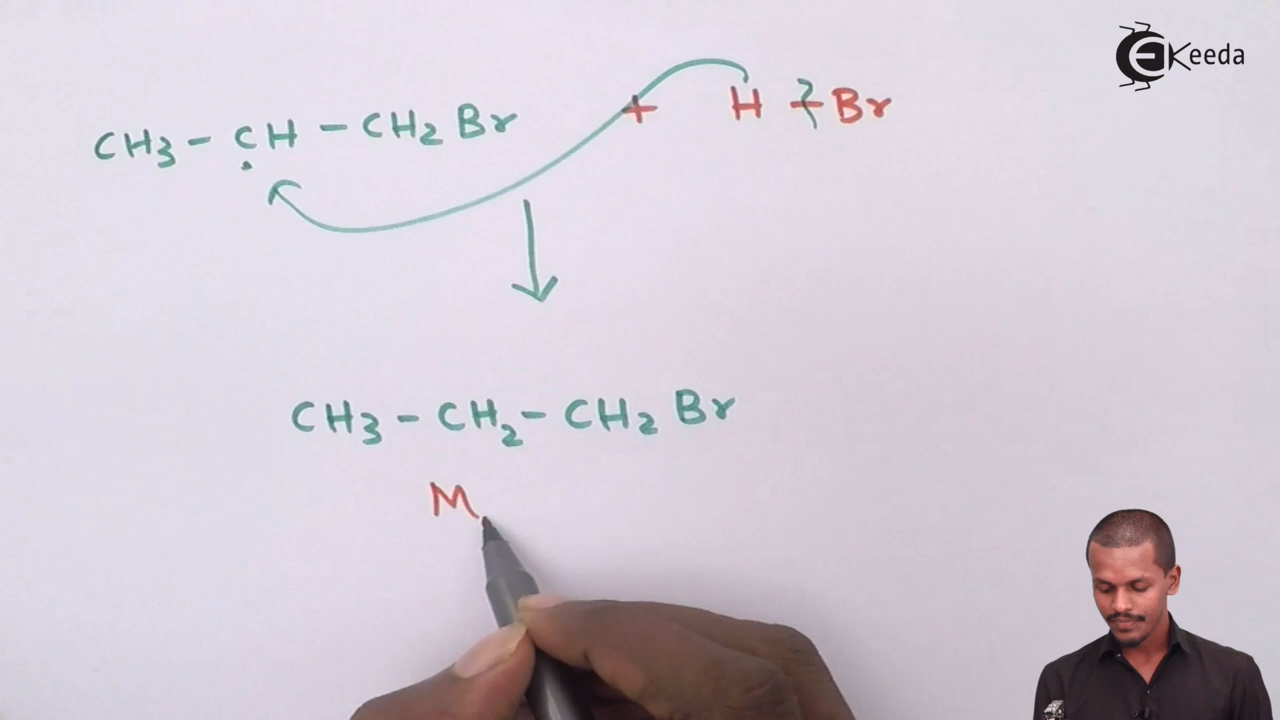 Keeda
CH3 - CH - CH2 Br + H - Br
CH3 - CH2 - CH2 Br
M